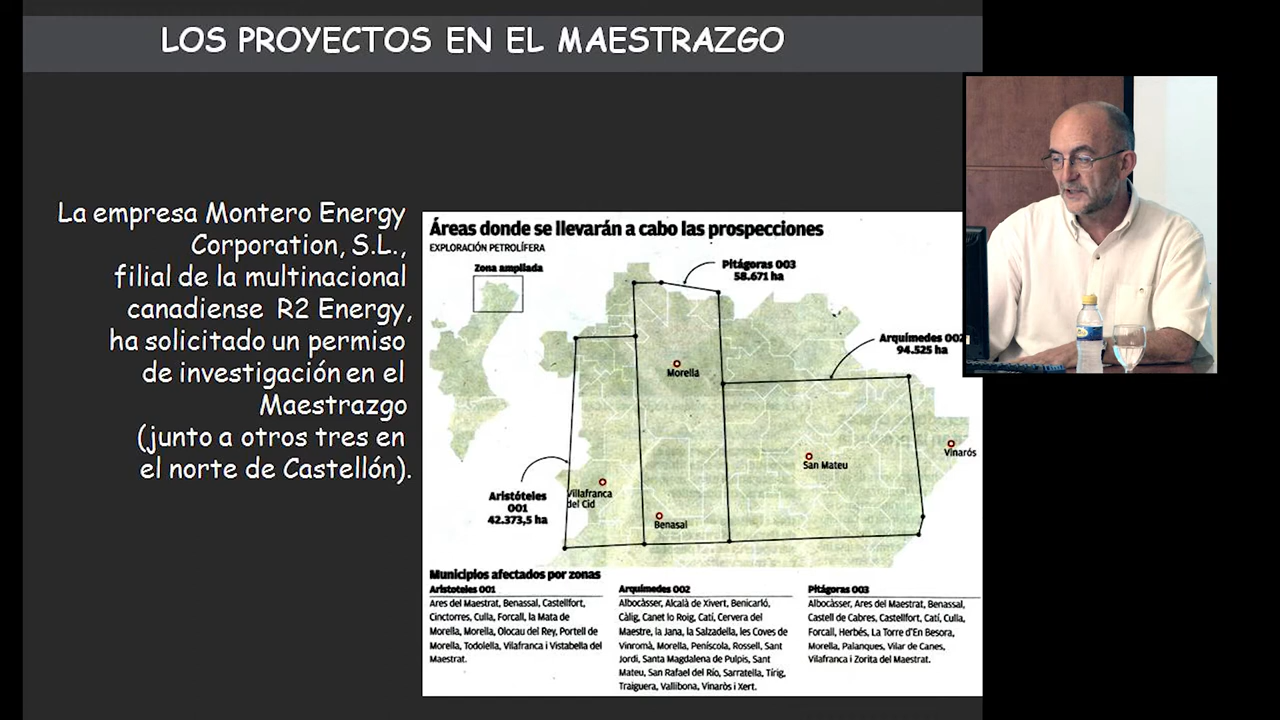 LOS PROYECTOS EN EL MAESTRAZGO
La empresa Montero Energy
Corporation, S.L.,
filial de la multinacional
canadiense R2 Energy,
ha solicitado un permiso
de investigación en el
Maestrazgo
(junto a otros tres en
el norte de Castellón).
Áreas donde se llevarán a cabo las prospecciones
EXPLORACIÓN PETROLÍFERA
Zona ampliada
Pitágoras 003
58.671 ha
Arquímedes 002
94.525 ha
Morella
Vinarós
San Mateu
Villafranca
del Cid
Aristóteles
001
42.373,5 ha
Benasal
Municipios afectados por zonas
Aristoteles 001
Ares del Maestrat, Benassal, Castellfort,
Cinctorres, Culla, Forcall, la Mata de
Morella, Morella, Olocau del Rey, Portell de
Morella, Todolella, Vilafranca i Vistabella del
Maestrat.
Arquímedes 002
Albocàsser, Alcalà de Xivert, Benicarló,
Càlig, Canet lo Roig, Catí, Cervera del
Maestre, la Jana, la Salzadella, les Coves de
Vinromà, Morella, Peníscola, Rossell, Sant
Jordi, Santa Magdalena de Pulpis, Sant
Mateu, San Rafael del Río, Sarratella, Tírig,
Traiguera, Vallibona, Vinaròs i Xert.
Pitágoras 003
Albocàsser, Ares del Maestrat, Benassal,
Castell de Cabres, Castellfort, Catí, Culla,
Forcall, Herbés, La Torre d'En Besora,
Morella, Palanques, Vilar de Canes,
Vilafranca i Zorita del Maestrat.